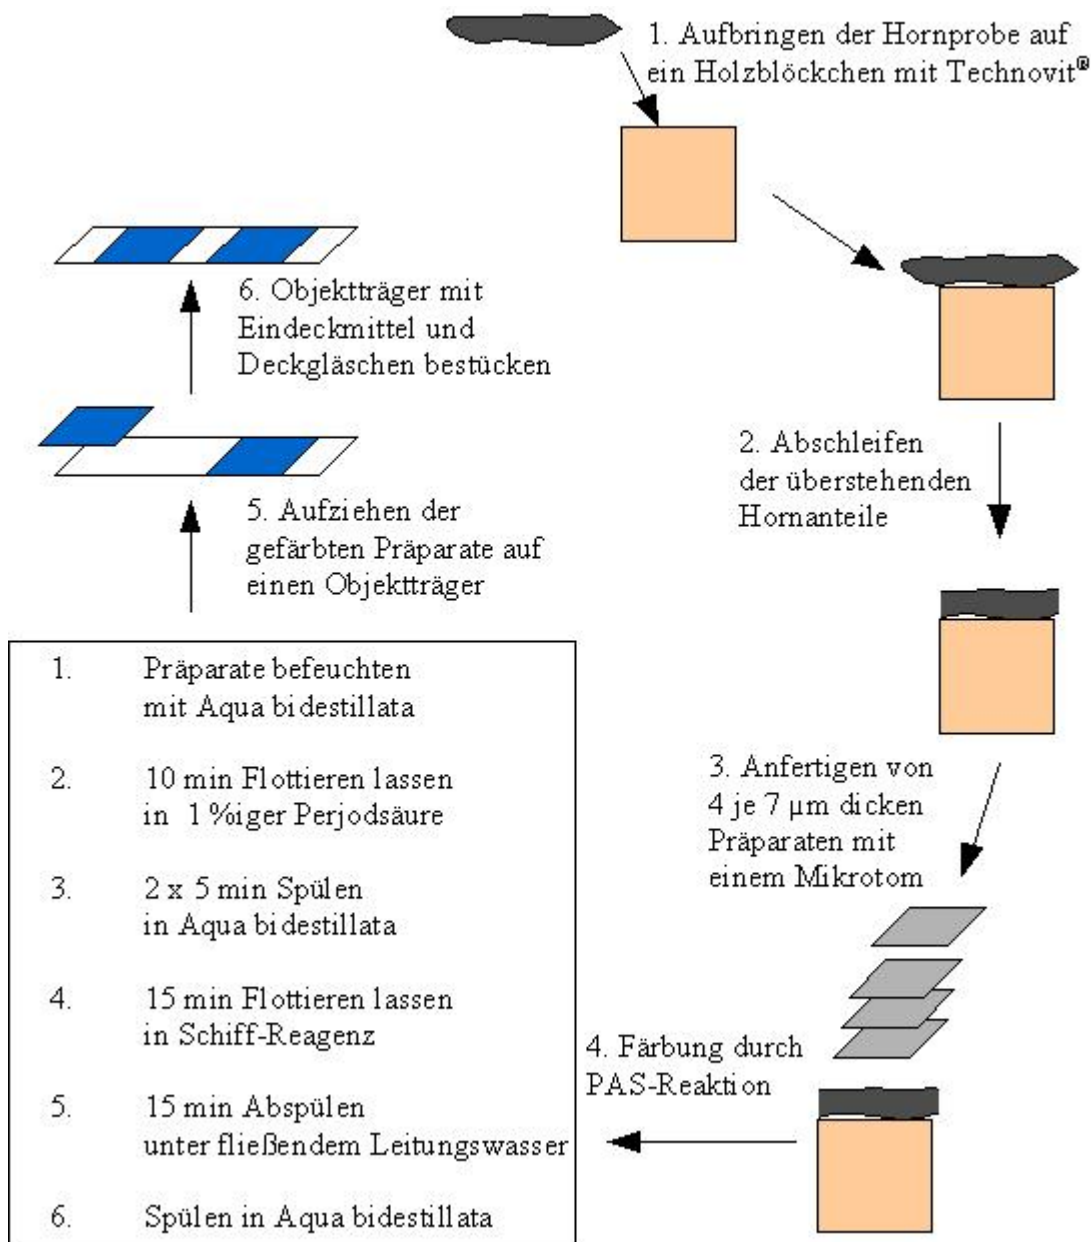 1. Aufbringen der Hornprobe auf
ein Holzblöckchen mit Technovit®
2. Abschleifen
der überstehenden
Hornanteile
3. Anfertigen von
4 je 7 µm dicken
Präparaten mit
einem Mikrotom
4. Färbung durch
PAS-Reaktion
1. Präparate befeuchten
mit Aqua bidestillata
2. 10 min Flottieren lassen
in 1 %iger Perjodsäure
3. 2 x 5 min Spülen
in Aqua bidestillata
4. 15 min Flottieren lassen
in Schiff-Reagenz
5. 15 min Abspülen
unter fließendem Leitungswasser
6. Spülen in Aqua bidestillata
5. Aufziehen der
gefärbten Präparate auf
einen Objektträger
6. Objektträger mit
Eindeckmittel und
Deckgläschen bestücken